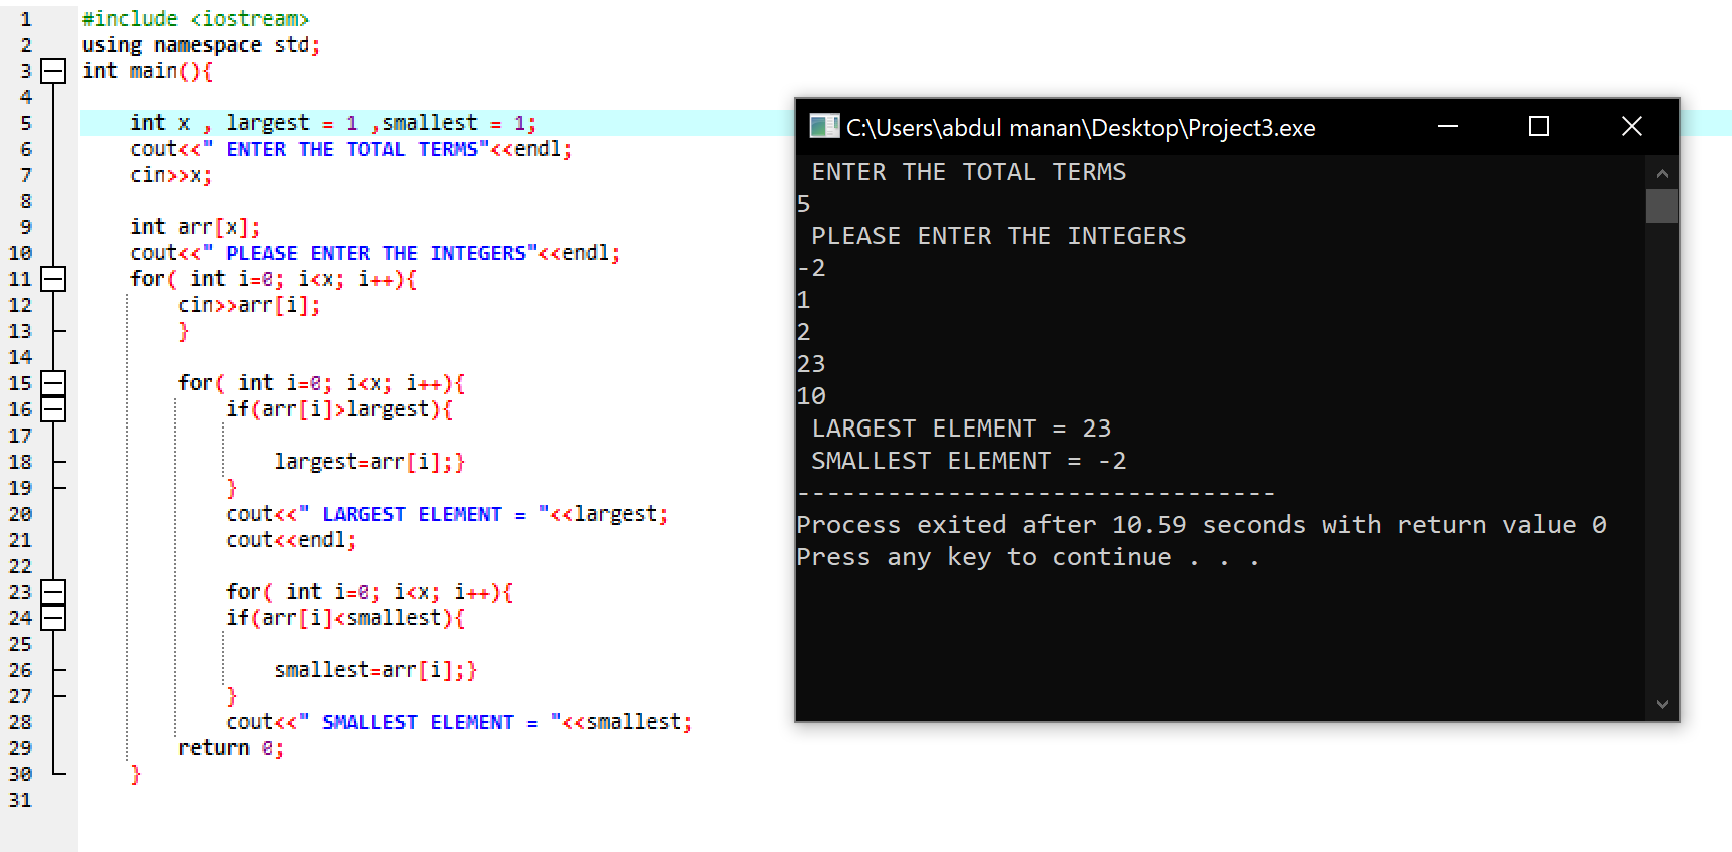 1 #include <iostream>
2 using namespace std;
3 int main(){
4
5 int x , largest = 1 ,smallest = 1;
6 cout<<" ENTER THE TOTAL TERMS"<<endl;
7 cin>>x;
8
9 int arr[x];
10 cout<<" PLEASE ENTER THE INTEGERS"<<endl;
11 for( int i=0; i<x; i++){
12 cin>>arr[i];
13 }
14
15 for( int i=0; i<x; i++){
16 if(arr[i]>largest){
17
18 largest=arr[i];}
19 }
20 cout<<" LARGEST ELEMENT = "<<largest;
21 cout<<endl;
22
23 for( int i=0; i<x; i++){
24 if(arr[i]<smallest){
25
26 smallest=arr[i];}
27 }
28 cout<<" SMALLEST ELEMENT = "<<smallest;
29 return 0;
30 }
31
C:\Users\abdul manan\Desktop\Project3.exe
ENTER THE TOTAL TERMS
5
PLEASE ENTER THE INTEGERS
-2
1
2
23
10
LARGEST ELEMENT = 23
SMALLEST ELEMENT = -2
--------------------------------
Process exited after 10.59 seconds with return value 0
Press any key to continue . . .